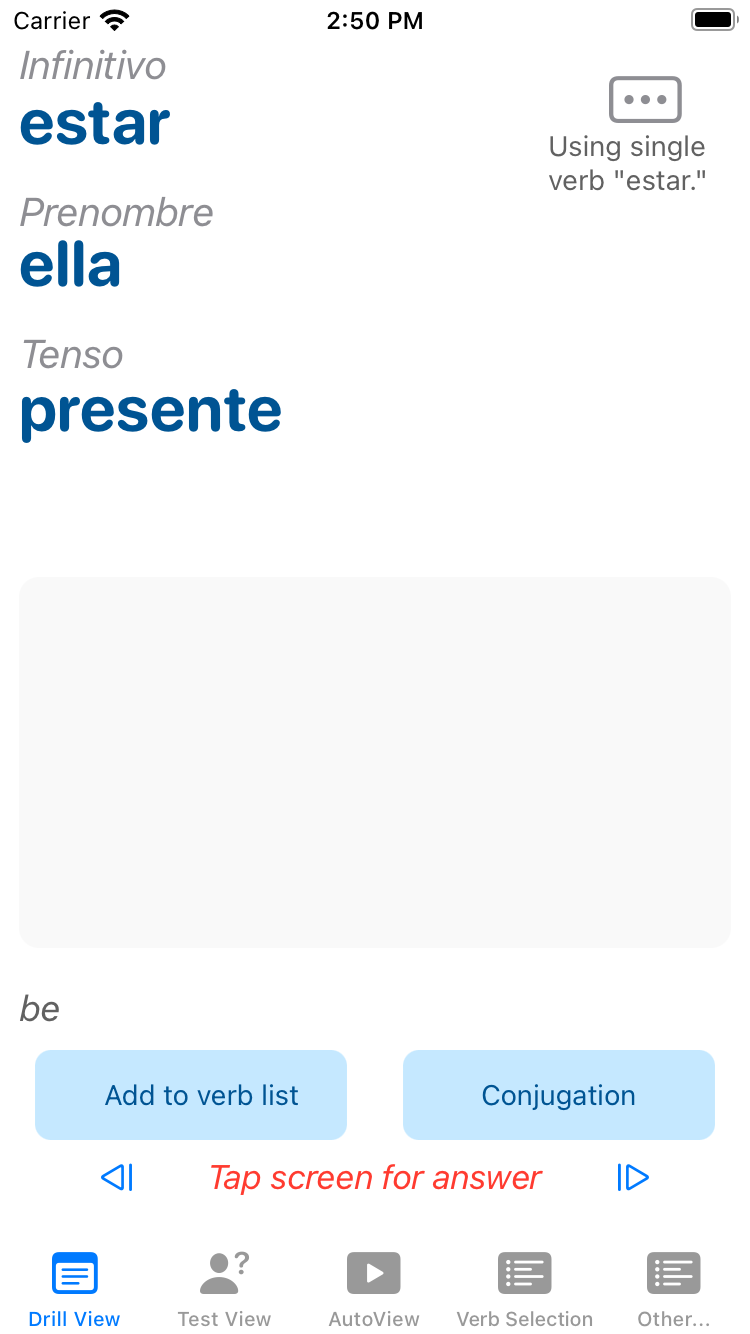 Carrier 2:50 PM
Infinitivo
estar
Using single
verb "estar."
Prenombre
ella
Tenso
presente
be
Add to verb list Conjugation
Tap screen for answer
?
Drill View Test View AutoView Verb Selection Other...